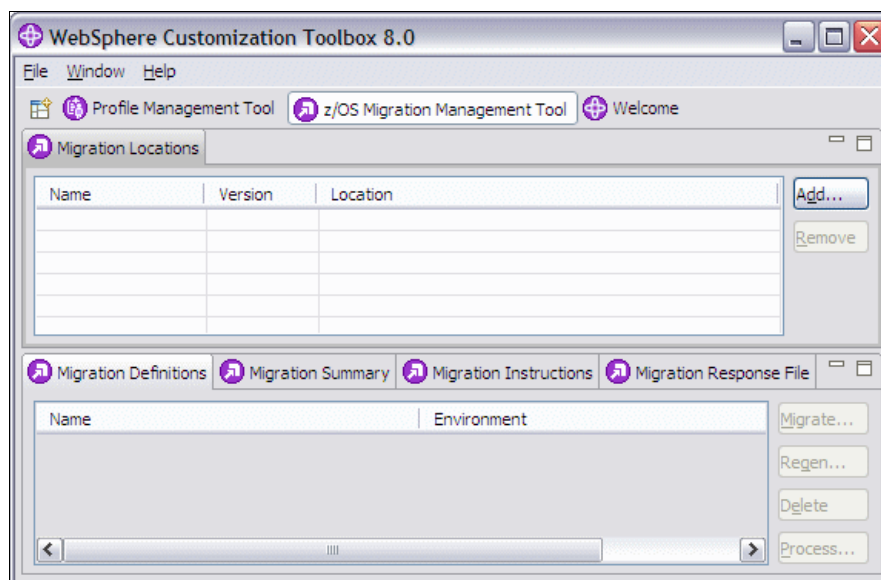 WebSphere Customization Toolbox 8.0
File Window Help
Profile Management Tool z/OS Migration Management Tool Welcome
Migration Locations
Name Version Location Add...
Remove
Migration Definitions Migration Summary Migration Instructions Migration Response File
Name Environment Migrate...
Regen...
Delete
Process...